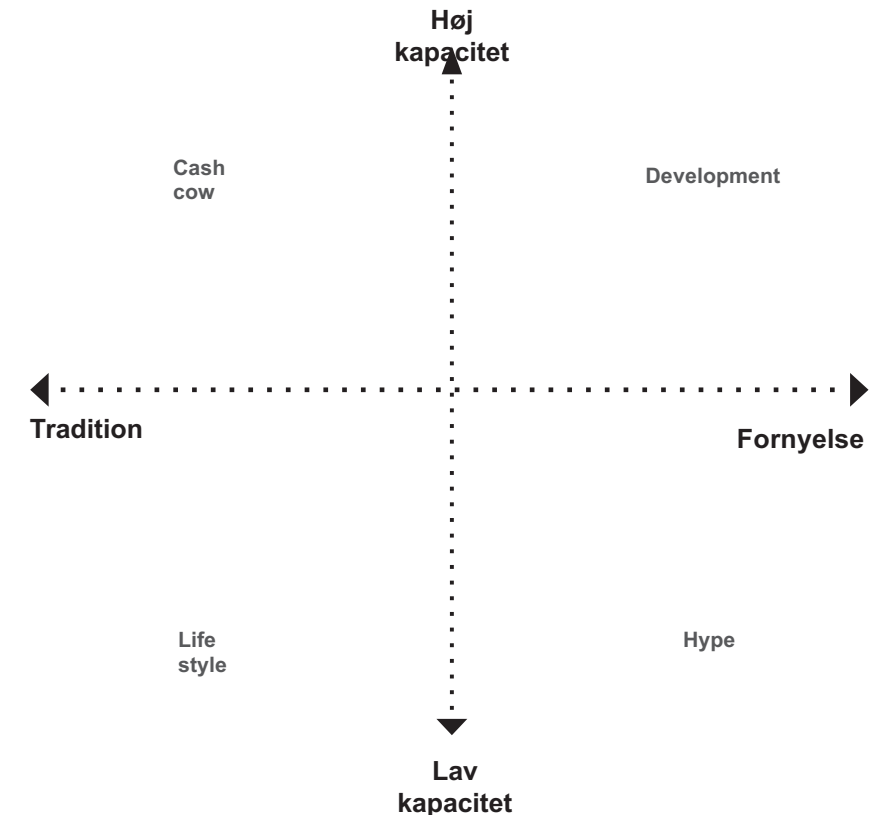 Høj
kapacitet
Cash
cow
Development
Tradition
Fornyelse
Life
style
Hype
Lav
kapacitet